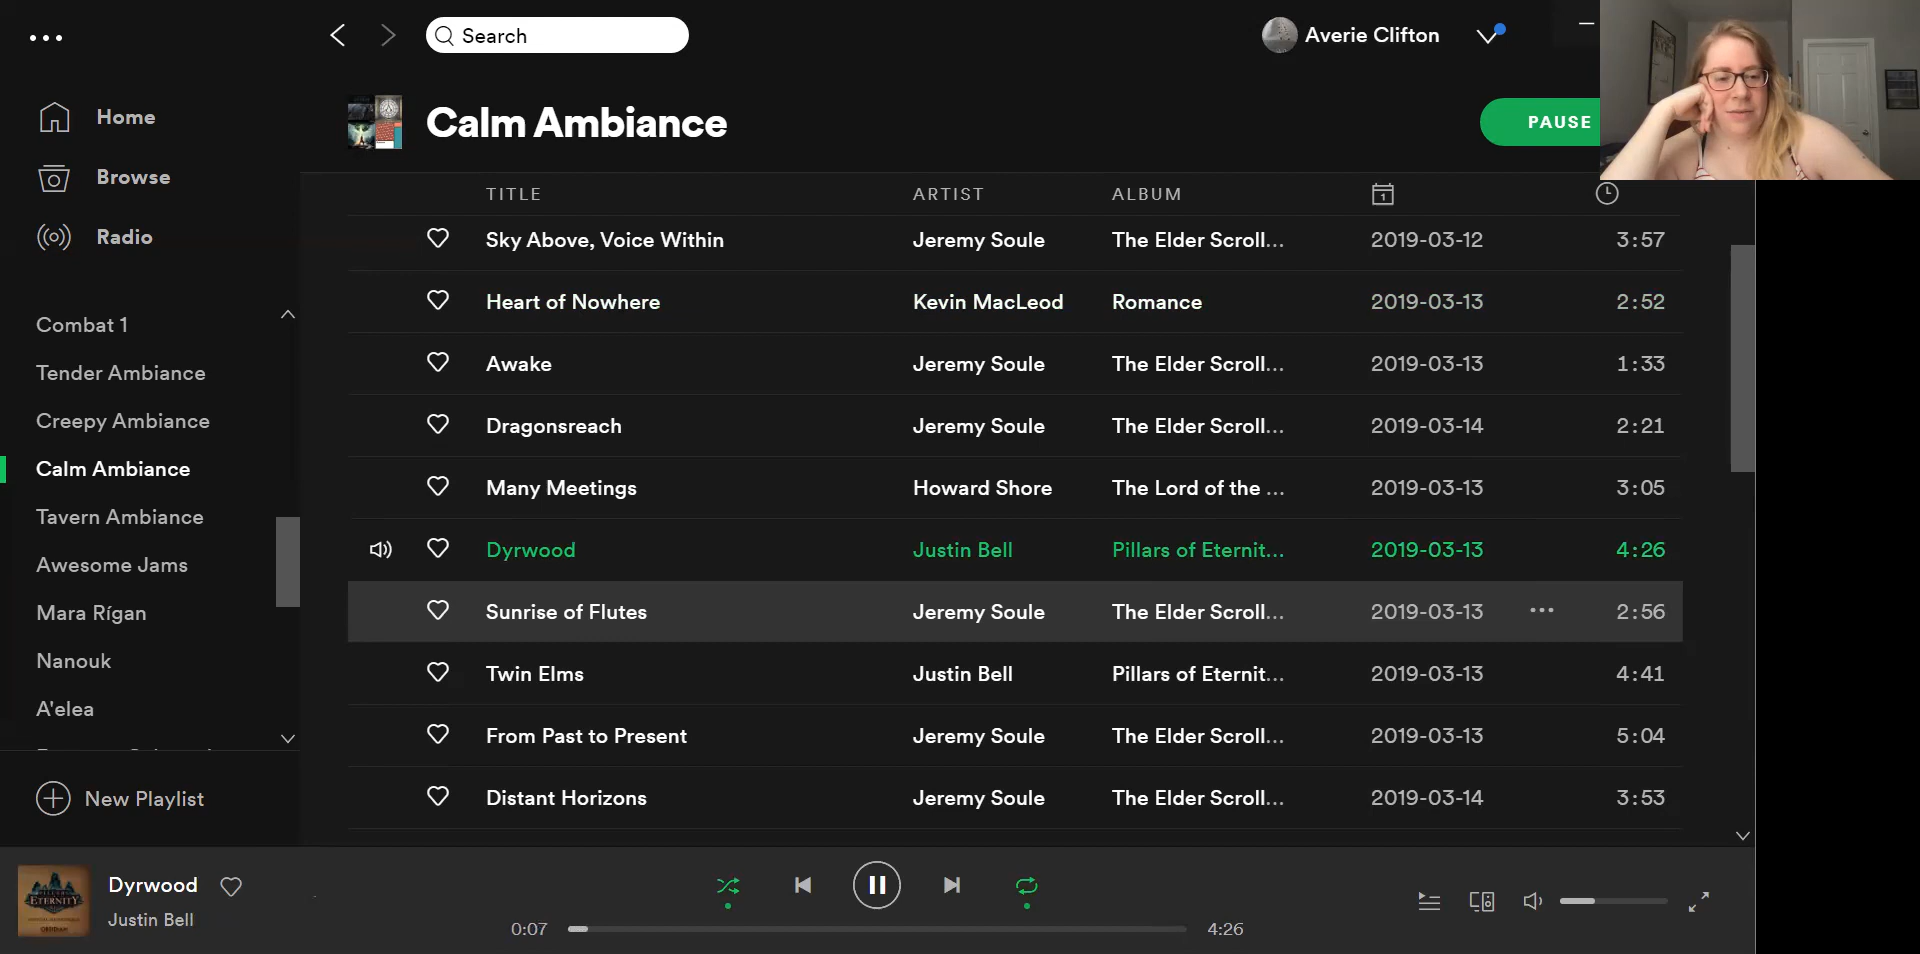 Search
Averie Clifton
Home
Browse
Radio
Combat 1
Tender Ambiance
Creepy Ambiance
Calm Ambiance
Tavern Ambiance
Awesome Jams
Mara Rígan
Nanouk
A'elea
New Playlist
Calm Ambiance
PAUSE
TITLE ARTIST ALBUM
Sky Above, Voice Within Jeremy Soule The Elder Scroll... 2019-03-12 3:57
Heart of Nowhere Kevin MacLeod Romance 2019-03-13 2:52
Awake Jeremy Soule The Elder Scroll... 2019-03-13 1:33
Dragonsreach Jeremy Soule The Elder Scroll... 2019-03-14 2:21
Many Meetings Howard Shore The Lord of the ... 2019-03-13 3:05
Dyrwood Justin Bell Pillars of Eternit... 2019-03-13 4:26
Sunrise of Flutes Jeremy Soule The Elder Scroll... 2019-03-13 ... 2:56
Twin Elms Justin Bell Pillars of Eternit... 2019-03-13 4:41
From Past to Present Jeremy Soule The Elder Scroll... 2019-03-13 5:04
Distant Horizons Jeremy Soule The Elder Scroll... 2019-03-14 3:53
ETERNITY
Dyrwood
Justin Bell
0:07 4:26